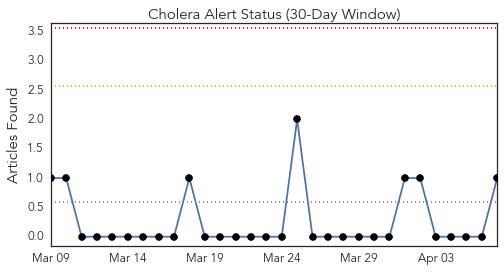 Cholera Alert Status (30-Day Window)
Articles Found
3.5
3.0
2.5
2.0
1.5
1.0
0.5
0.0
Mar 09 Mar 14 Mar 19 Mar 24 Mar 29 Apr 03